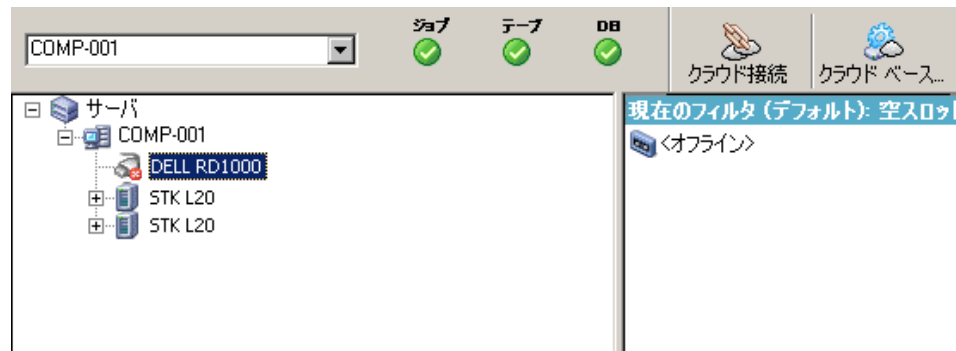 COMP-001
ジョブ
テープ
DB
クラウド接続
クラウド ベース...
サーバ
COMP-001
DELL RD1000
STK L20
STK L20
現在のフィルタ (デフォルト): 空スロット
<オフライン>